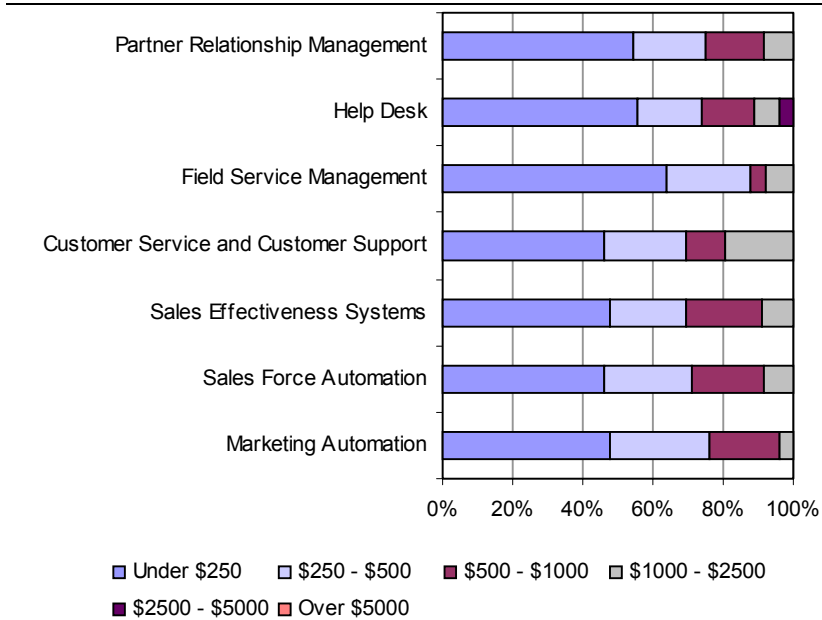 Partner Relationship Management
Help Desk
Field Service Management
Customer Service and Customer Support
Sales Effectiveness Systems
Sales Force Automation
Marketing Automation
0% 20% 40% 60% 80% 100%
Under $250 $250 - $500 $500 - $1000 $1000 - $2500
$2500 - $5000 Over $5000